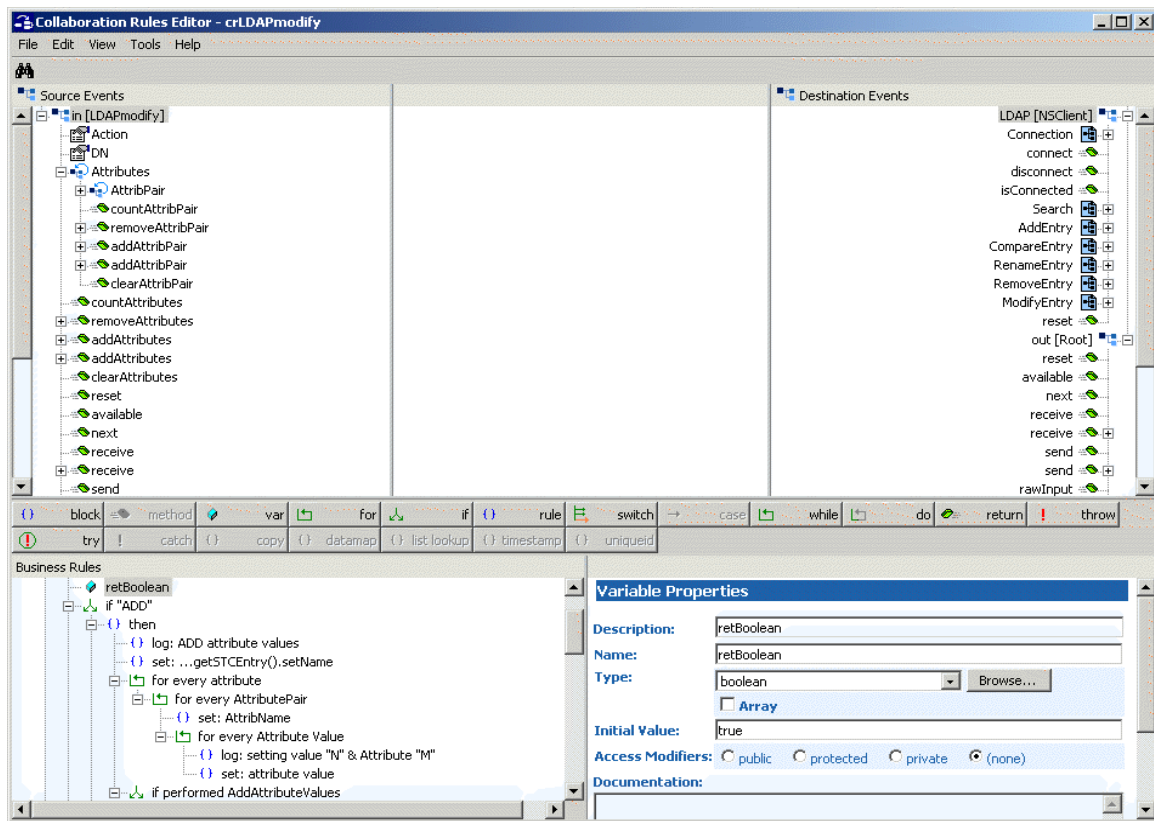 Collaboration Rules Editor - crLDAPmodify
File Edit View Tools Help
Source Events
Destination Events
in [LDAPmodify]
Action
DN
Attributes
AttribPair
countAttribPair
removeAttribPair
addAttribPair
addAttribPair
clearAttribPair
countAttributes
removeAttributes
addAttributes
addAttributes
clearAttributes
reset
available
next
receive
receive
send
LDAP [NSClient]
Connection
connect
disconnect
isConnected
Search
AddEntry
CompareEntry
RenameEntry
RemoveEntry
ModifyEntry
reset
out [Root]
reset
available
next
receive
receive
send
send
rawInput
block method var for if rule switch case while do return throw
try catch copy datamap list lookup timestamp uniqueid
Business Rules
retBoolean
if "ADD"
then
log: ADD attribute values
set: ...getSTCEntry().setName
for every attribute
for every AttributePair
set: AttribName
for every Attribute Value
log: setting value "N" & Attribute "M"
set: attribute value
if performed AddAttributeValues
Variable Properties
Description: retBoolean
Name: retBoolean
Type: boolean Browse...
Array
Initial Value: true
Access Modifiers: public protected private (none)
Documentation: